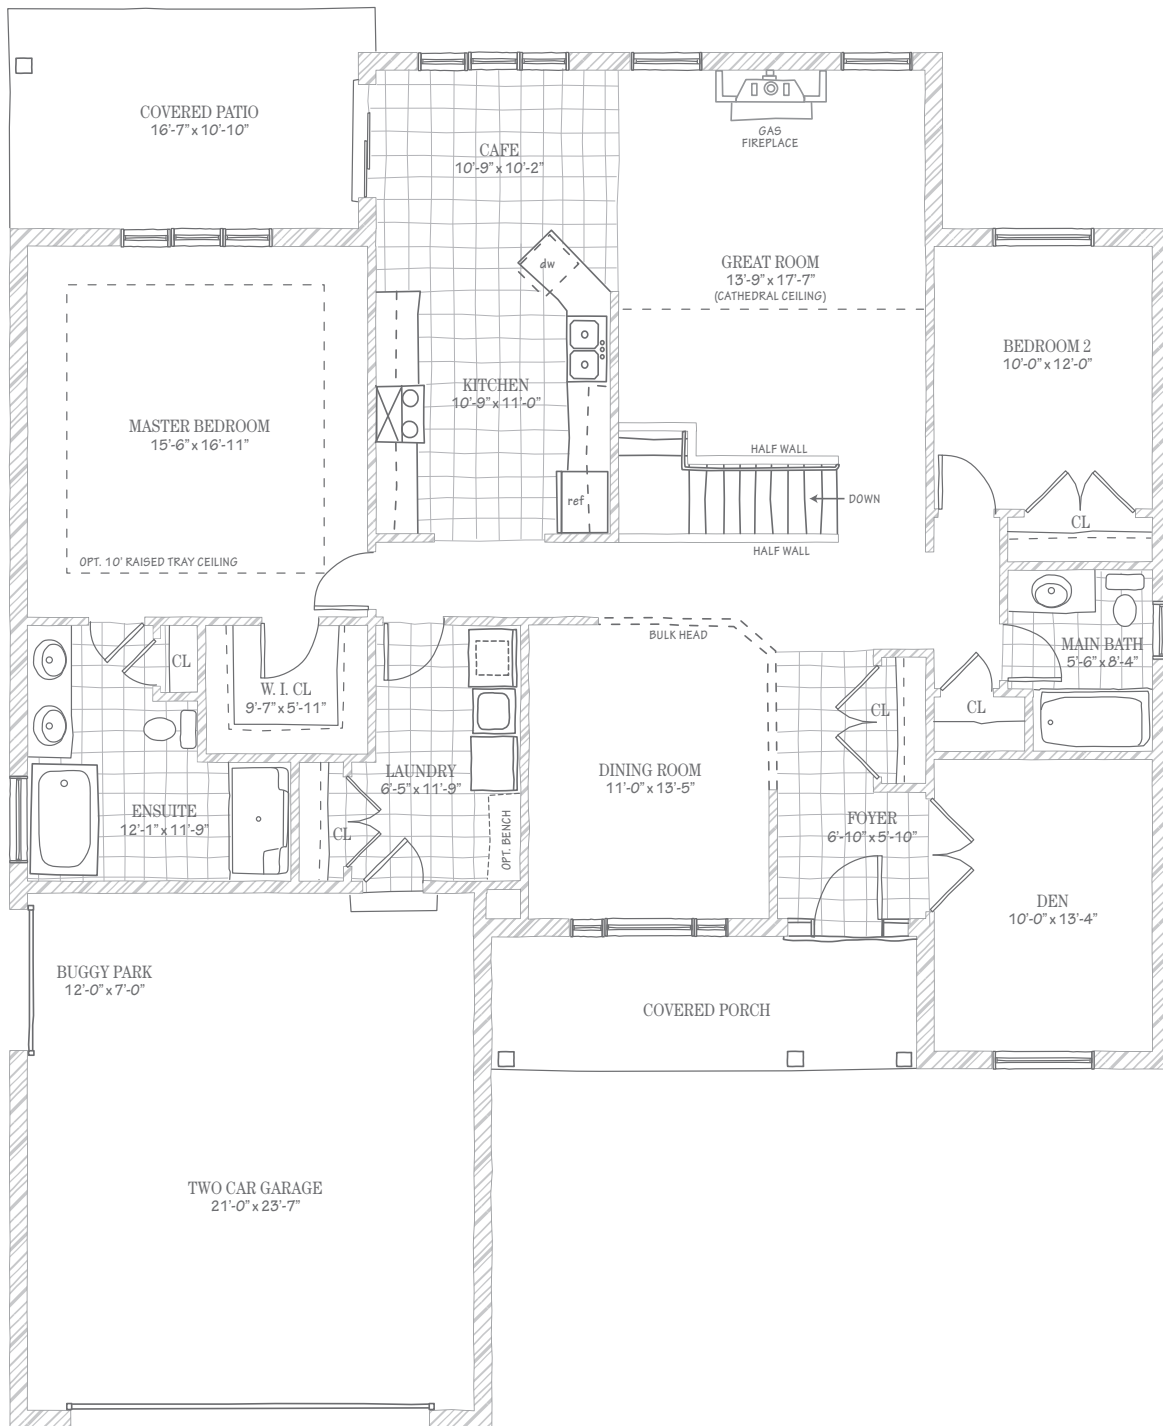 COVERED PATIO
16'-7" x 10'-10"
CAFE
10'-9" x 10'-2"
GAS
FIREPLACE
dw
GREAT ROOM
13'-9" x 17'-7"
(CATHEDRAL CEILING)
BEDROOM 2
10'-0" x 12'-0"
KITCHEN
10'-9" x 11'-0"
MASTER BEDROOM
15'-6" x 16'-11"
HALF WALL
ref
DOWN
CL
HALF WALL
OPT. 10' RAISED TRAY CEILING
BULK HEAD
MAIN BATH
5'-6" x 8'-4"
CL
W. I. CL
9'-7" x 5'-11"
CL
CL
LAUNDRY
6'-5" x 11'-9"
DINING ROOM
11'-0" x 13'-5"
ENSUITE
12'-1" x 11'-9"
CL
OPT. BENCH
FOYER
6'-10" x 5'-10"
DEN
10'-0" x 13'-4"
BUGGY PARK
12'-0" x 7'-0"
COVERED PORCH
TWO CAR GARAGE
21'-0" x 23'-7"